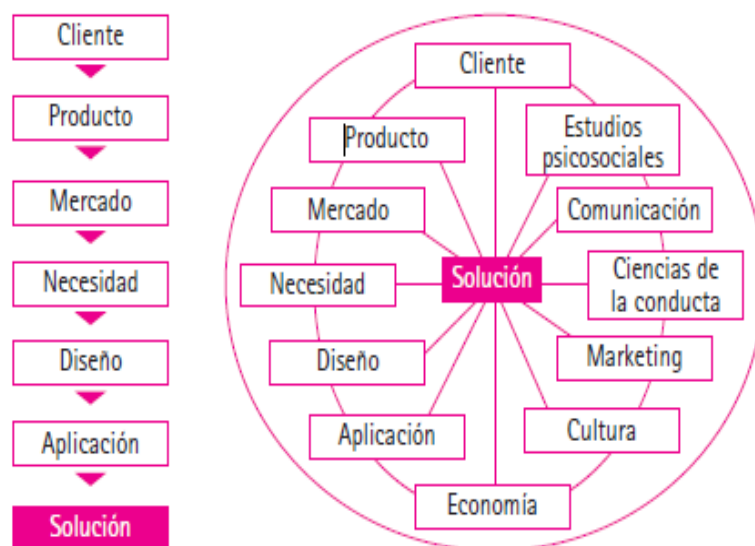 Cliente
Producto
Mercado
Necesidad
Diseño
Aplicación
Solución
Cliente
Producto
Estudios
psicosociales
Mercado
Comunicación
Necesidad
Solución
Ciencias de
la conducta
Diseño
Marketing
Aplicación
Cultura
Economía